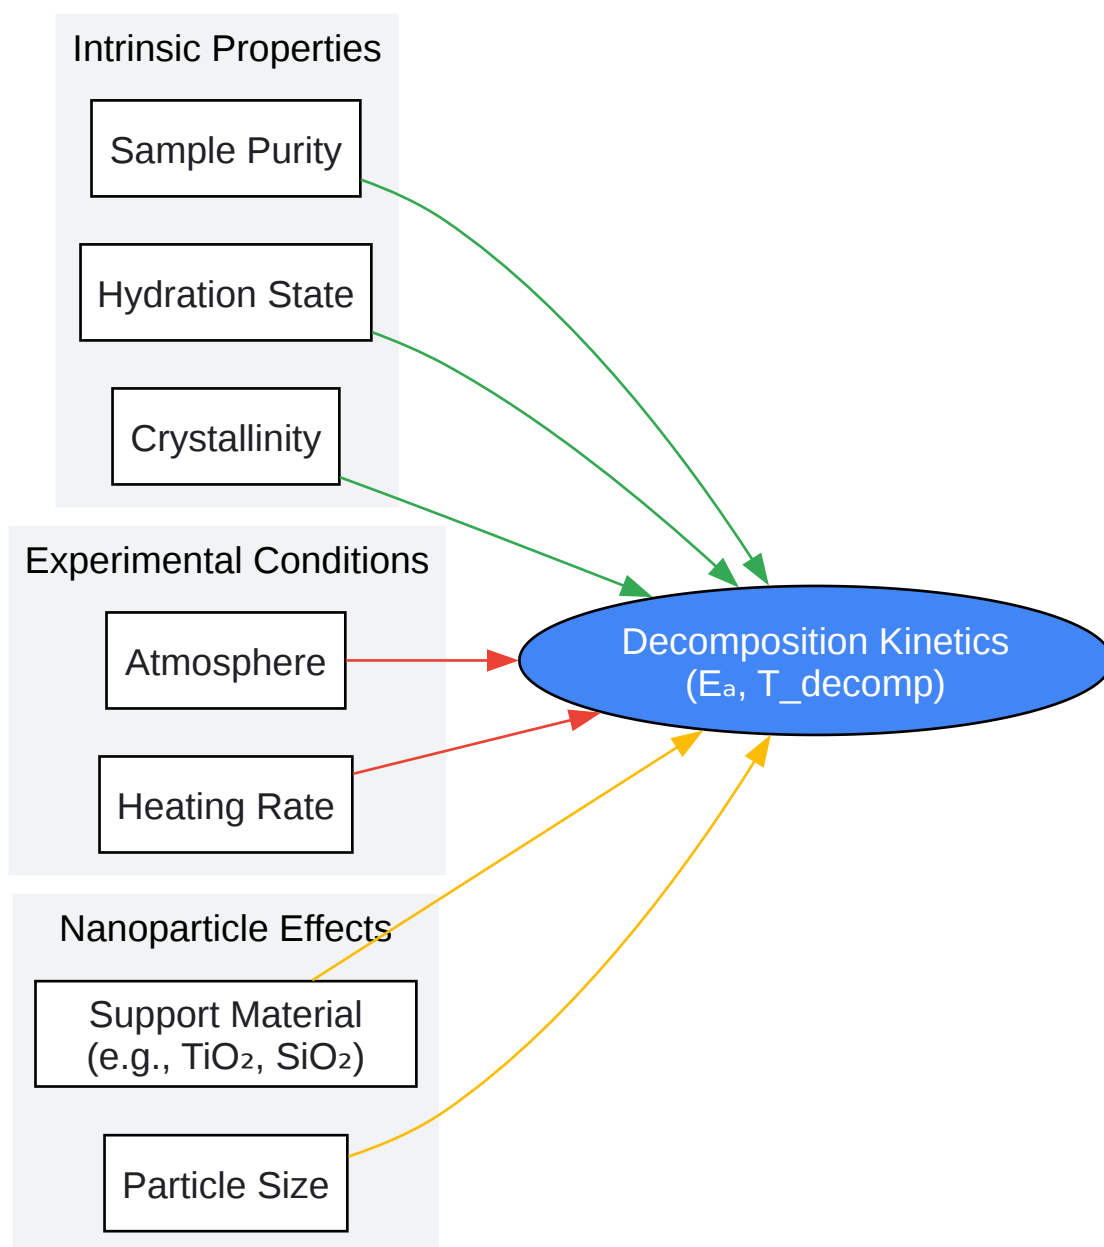 Intrinsic Properties
Sample Purity
Hydration State
Crystallinity
Experimental Conditions
Atmosphere
Heating Rate
Nanoparticle Effects
Support Material
(e.g., TiO₂, SiO₂)
Particle Size
Decomposition Kinetics
(Eₐ, T_decomp)